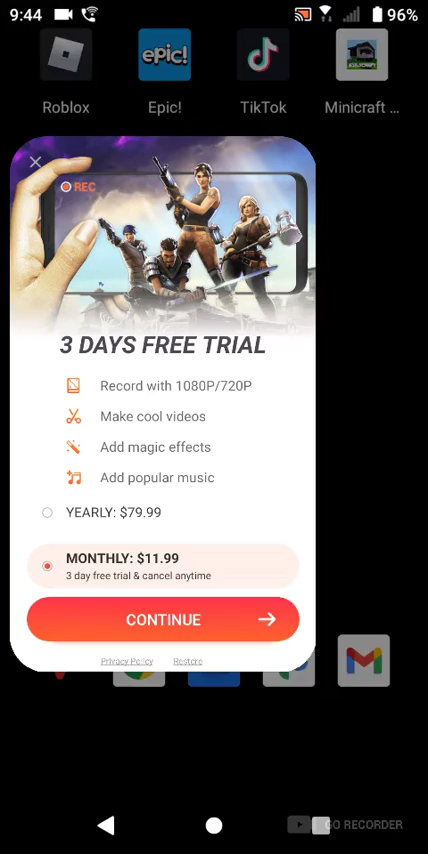 9:44
96%
epic!
Roblox
Epic!
TikTok
Minicraft ...
REC
3 DAYS FREE TRIAL
Record with 1080P/720P
Make cool videos
Add magic effects
Add popular music
YEARLY: $79.99
MONTHLY: $11.99
3 day free trial & cancel anytime
CONTINUE
Privacy Policy
Restore
GO RECORDER